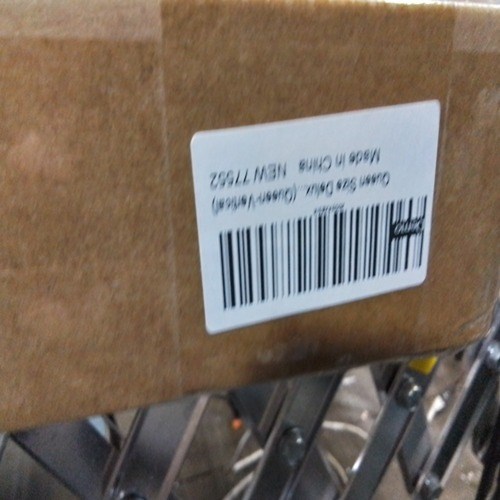 Queen Size Delux... (Queen-Vertical)
Made in China NEW 77552